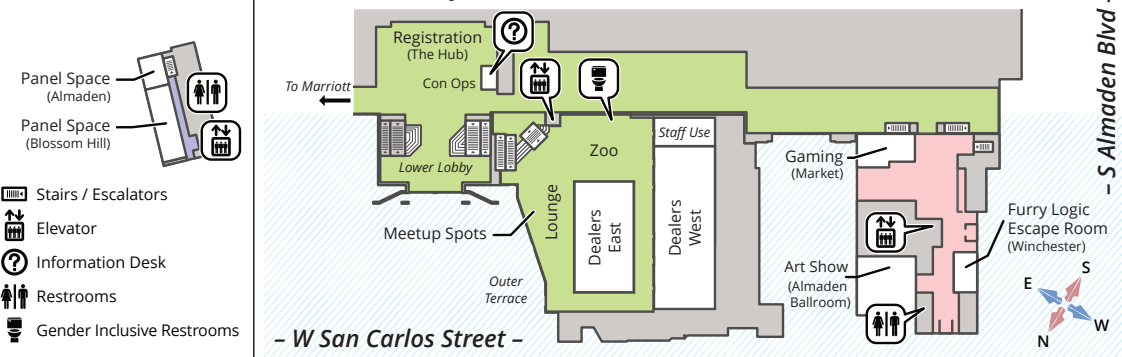 Panel Space
(Almaden)
Panel Space
(Blossom Hill)
Stairs / Escalators
Elevator
Information Desk
Restrooms
Gender Inclusive Restrooms
Registration
(The Hub)
Con Ops
To Marriott
Lower Lobby
Zoo
Staff Use
Lounge
Dealers
East
Dealers
West
Meetup Spots
Outer
Terrace
– W San Carlos Street –
Gaming
(Market)
Art Show
(Almaden
Ballroom)
Furry Logic
Escape Room
(Winchester)
– S Almaden Blvd –
E
S
N
W